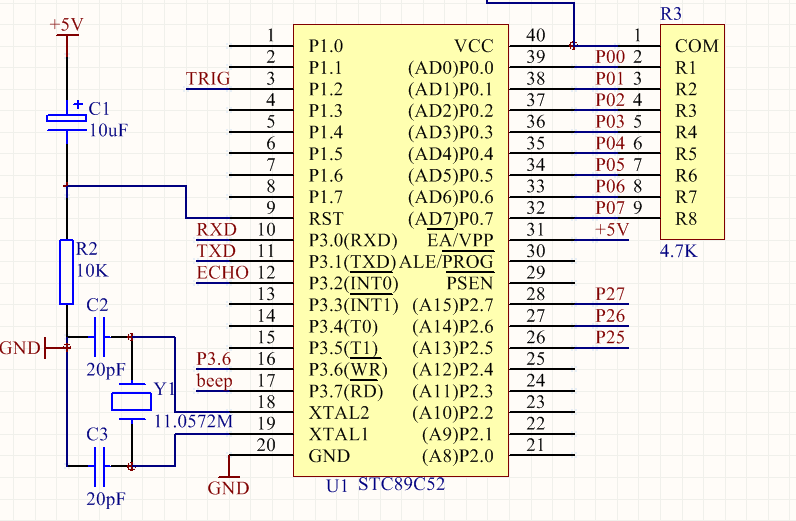 R3
+5V
1 P1.0 VCC 40 1 COM
2 P1.1 (AD0)P0.0 39 P00 2 R1
TRIG 3 P1.2 (AD1)P0.1 38 P01 3 R2
4 P1.3 (AD2)P0.2 37 P02 4 R3
C1
10uF
5 P1.4 (AD3)P0.3 36 P03 5 R4
6 P1.5 (AD4)P0.4 35 P04 6 R5
7 P1.6 (AD5)P0.5 34 P05 7 R6
8 P1.7 (AD6)P0.6 33 P06 8 R7
9 RST (AD7)P0.7 32 P07 9 R8
RXD 10 P3.0(RXD) EA/VPP 31 +5V
4.7K
R2
10K
TXD 11 P3.1(TXD) ALE/PROG 30
ECHO 12 P3.2(INT0) PSEN 29
13 P3.3(INT1) (A15)P2.7 28 P27
C2
14 P3.4(T0) (A14)P2.6 27 P26
15 P3.5(T1) (A13)P2.5 26 P25
GND
20pF
P3.6 16 P3.6(WR) (A12)P2.4 25
beep 17 P3.7(RD) (A11)P2.3 24
Y1
11.0572M
18 XTAL2 (A10)P2.2 23
19 XTAL1 (A9)P2.1 22
C3
20pF
20 GND (A8)P2.0 21
GND
U1 STC89C52